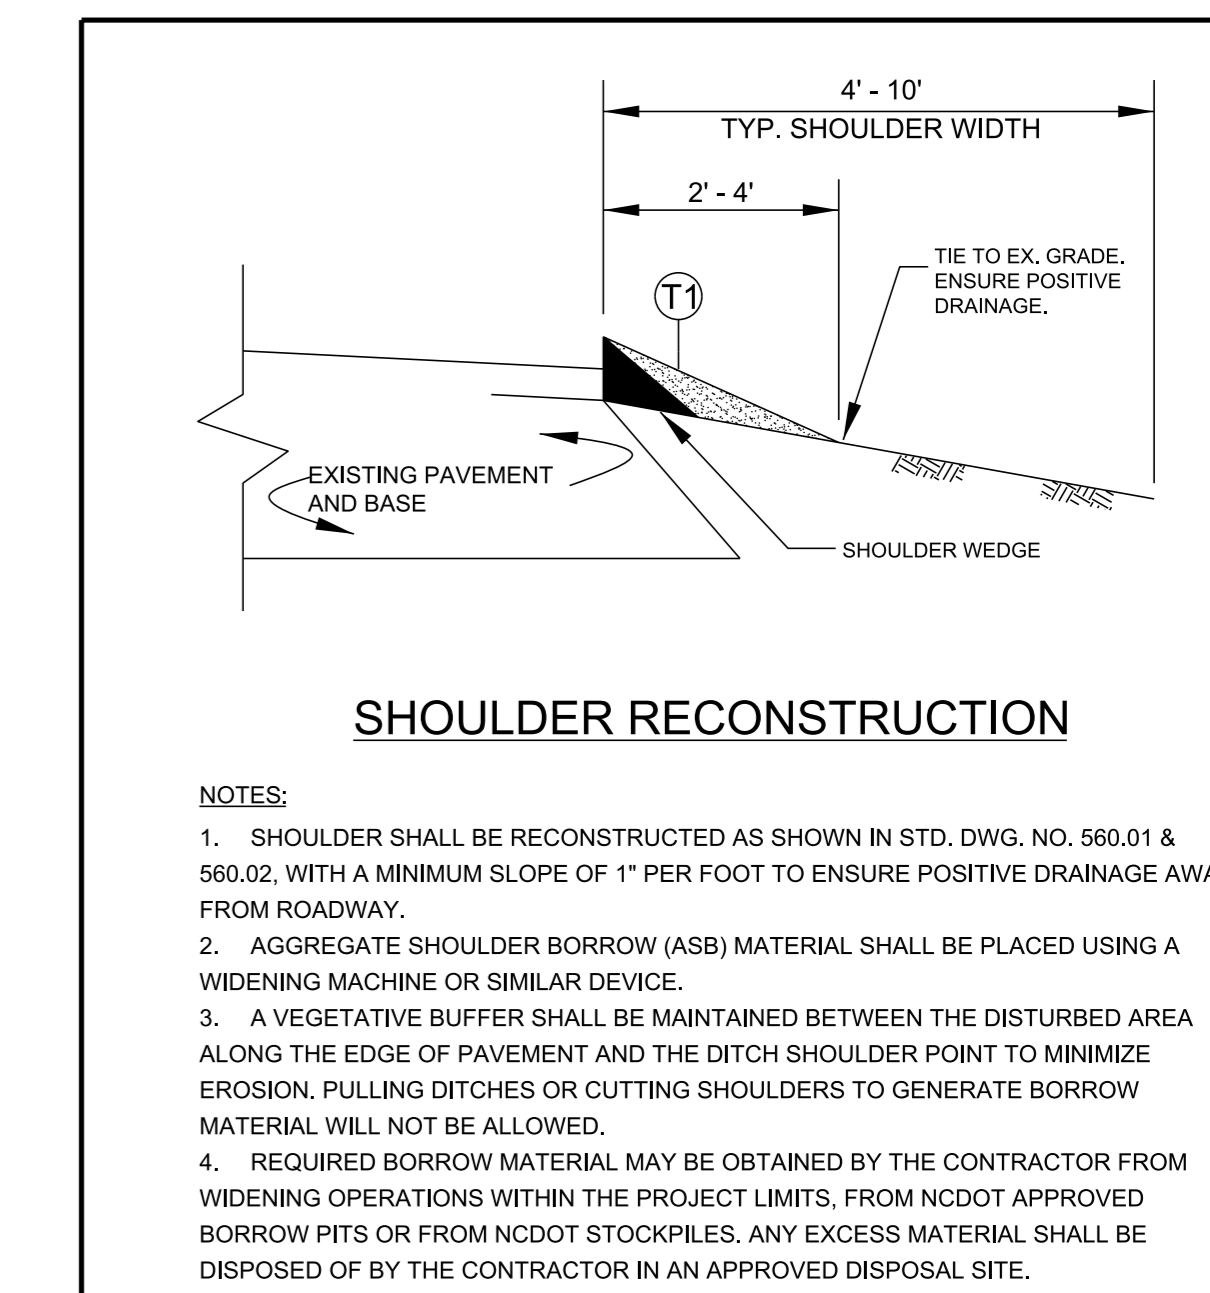 4' - 10'
TYP. SHOULDER WIDTH
2' - 4'
TIE TO EX. GRADE.
ENSURE POSITIVE
DRAINAGE.
T1
EXISTING PAVEMENT
AND BASE
SHOULDER WEDGE
SHOULDER RECONSTRUCTION
NOTES:
1. SHOULDER SHALL BE RECONSTRUCTED AS SHOWN IN STD. DWG. NO. 560.01 &
560.02, WITH A MINIMUM SLOPE OF 1" PER FOOT TO ENSURE POSITIVE DRAINAGE
FROM ROADWAY.
2. AGGREGATE SHOULDER BORROW (ASB) MATERIAL SHALL BE PLACED USING A
WIDENING MACHINE OR SIMILAR DEVICE.
3. A VEGETATIVE BUFFER SHALL BE MAINTAINED BETWEEN THE DISTURBED AREA
ALONG THE EDGE OF PAVEMENT AND THE DITCH SHOULDER POINT TO MINIMIZE
EROSION. PULLING DITCHES OR CUTTING SHOULDERS TO GENERATE BORROW
MATERIAL WILL NOT BE ALLOWED.
4. REQUIRED BORROW MATERIAL MAY BE OBTAINED BY THE CONTRACTOR FROM
WIDENING OPERATIONS WITHIN THE PROJECT LIMITS, FROM NCDOT APPROVED
BORROW PITS OR FROM NCDOT STOCKPILES. ANY EXCESS MATERIAL SHALL BE
DISPOSED OF BY THE CONTRACTOR IN AN APPROVED DISPOSAL SITE.